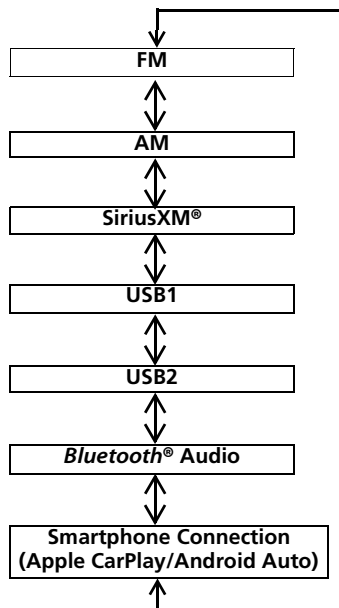 FM
AM
SiriusXM®
USB1
USB2
Bluetooth® Audio
Smartphone Connection
(Apple CarPlay/Android Auto)